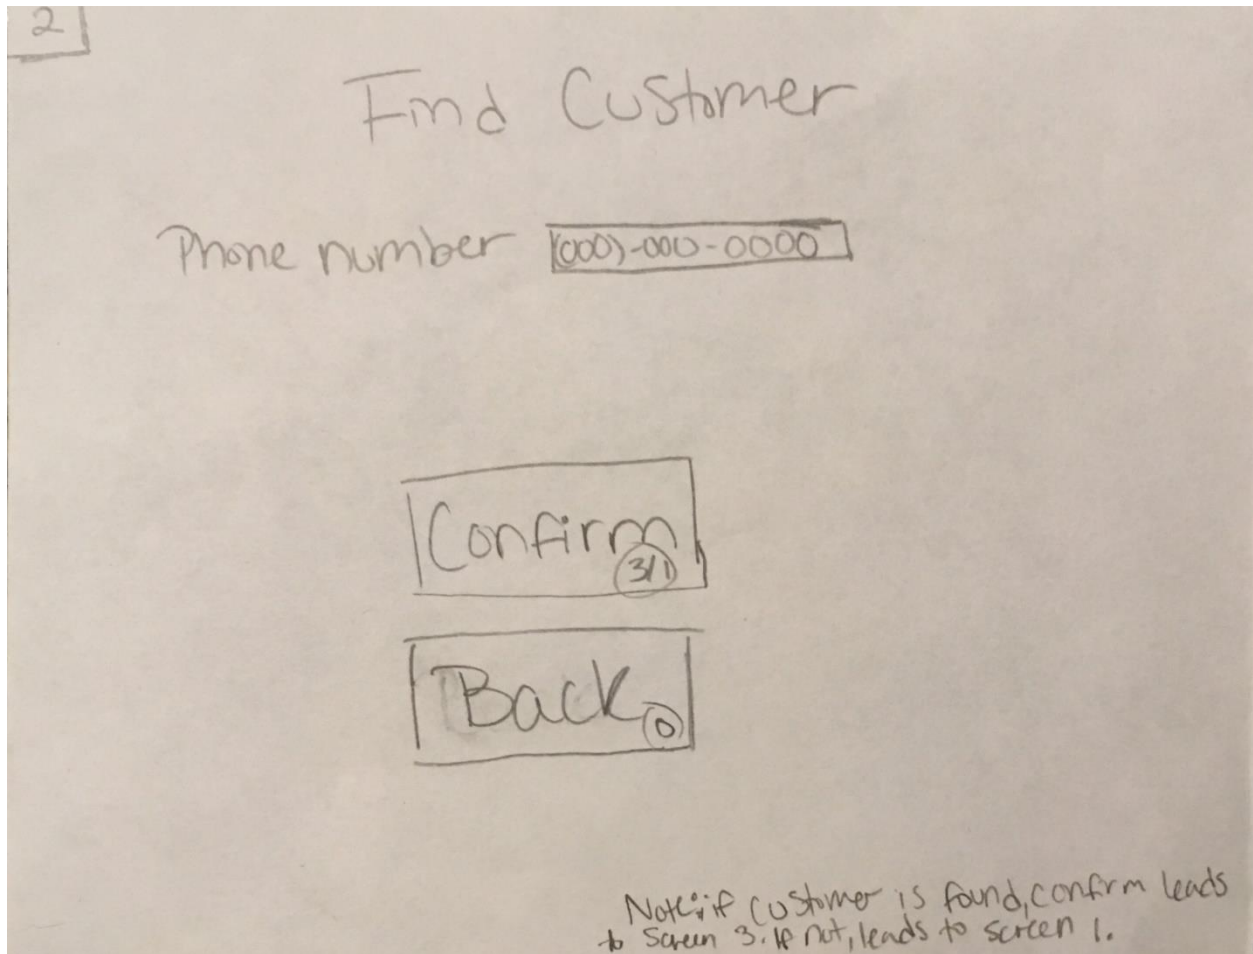 2
Find Customer
Phone number (000)-000-0000
Confirm
3/1
Back
0
Note: if customer is found, confirm leads
to screen 3. If not, leads to screen 1.